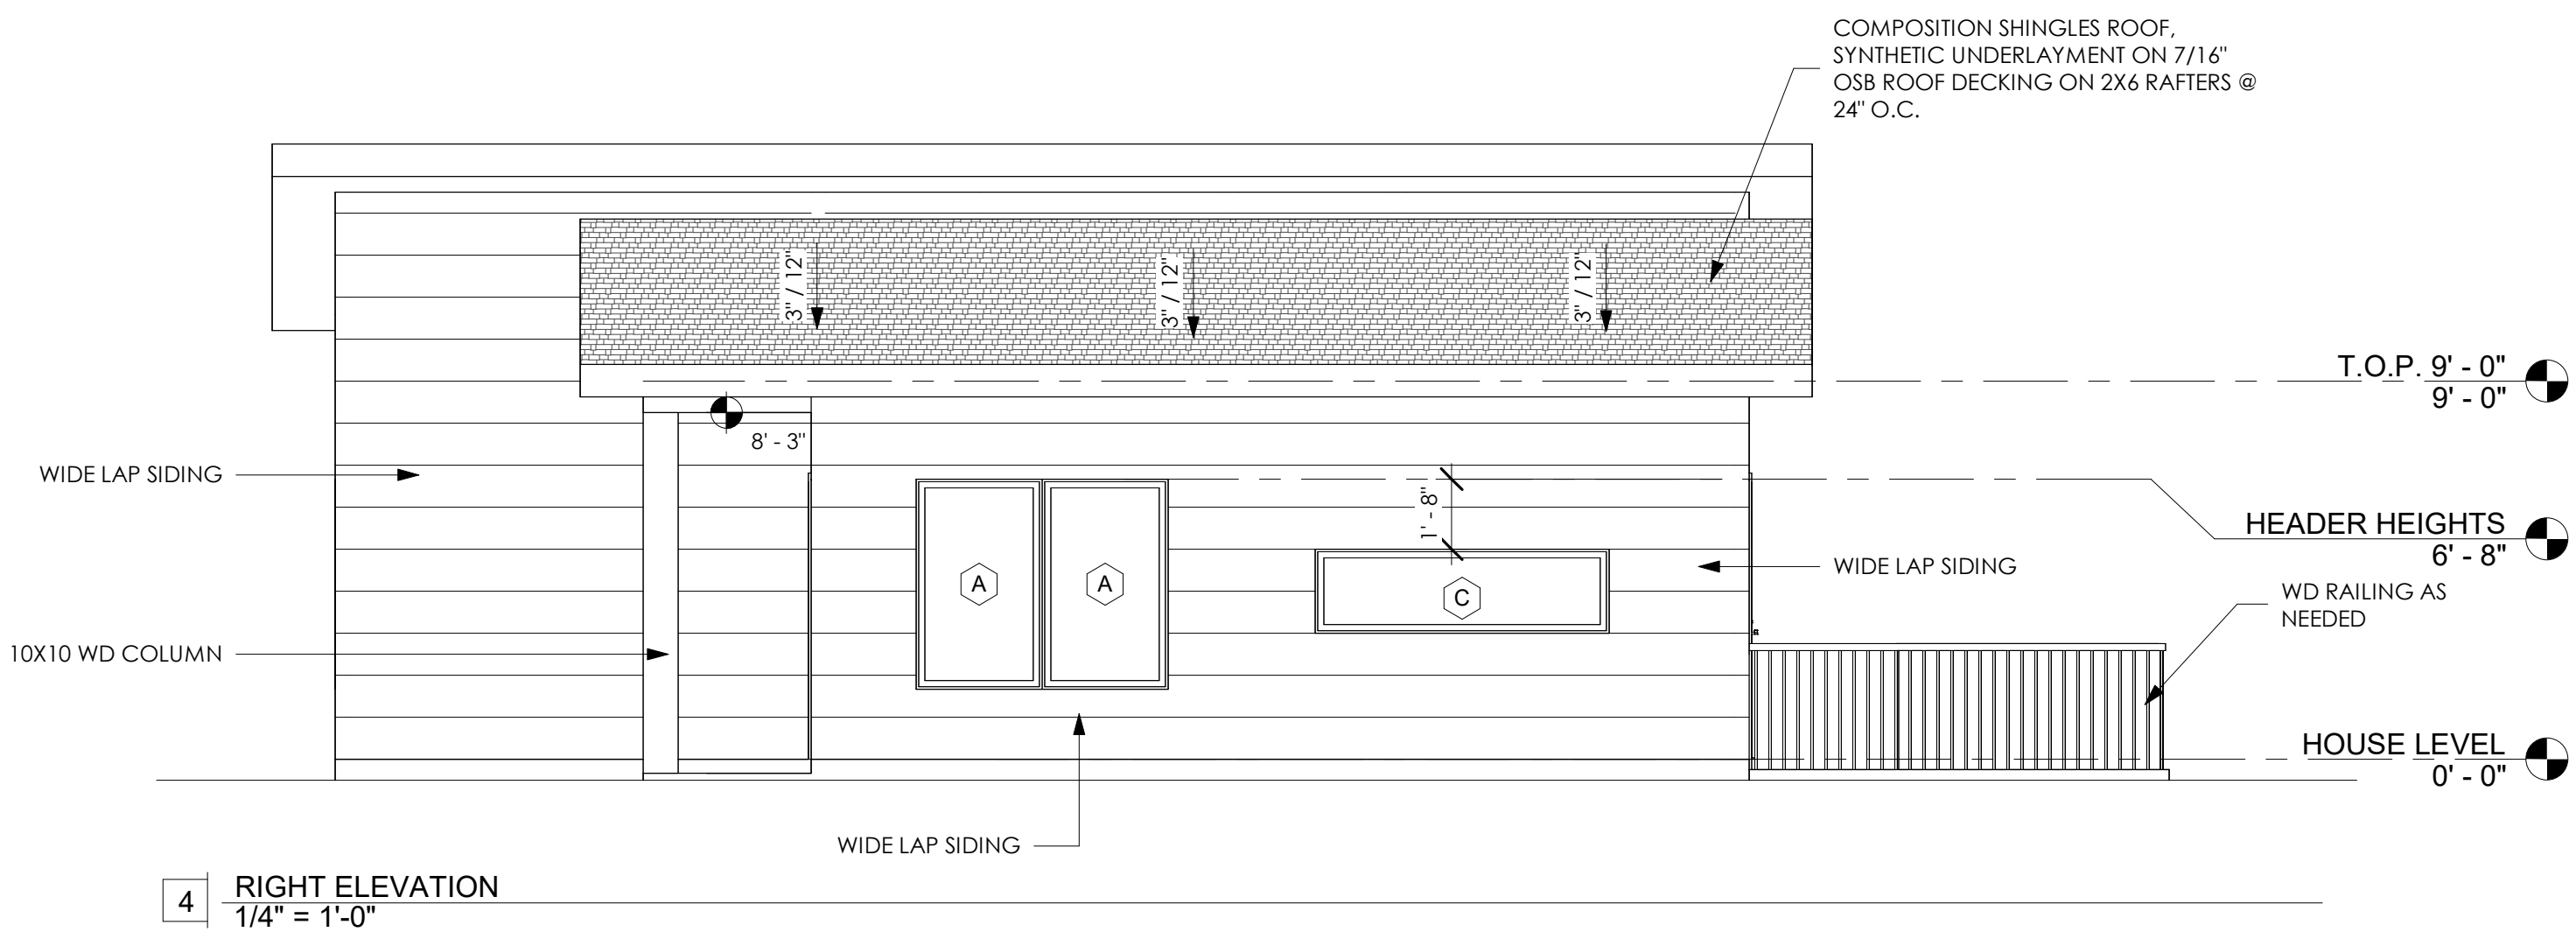 COMPOSITION SHINGLES ROOF,
SYNTHETIC UNDERLAYMENT ON 7/16"
OSB ROOF DECKING ON 2X6 RAFTERS @
24" O.C.
3" / 12"
3" / 12"
3" / 12"
T.O.P. 9' - 0"
9' - 0"
8' - 3"
WIDE LAP SIDING
1' - 8"
HEADER HEIGHTS
6' - 8"
WIDE LAP SIDING
A
A
C
WD RAILING AS
NEEDED
10X10 WD COLUMN
HOUSE LEVEL
0' - 0"
WIDE LAP SIDING
4
RIGHT ELEVATION
1/4" = 1'-0"